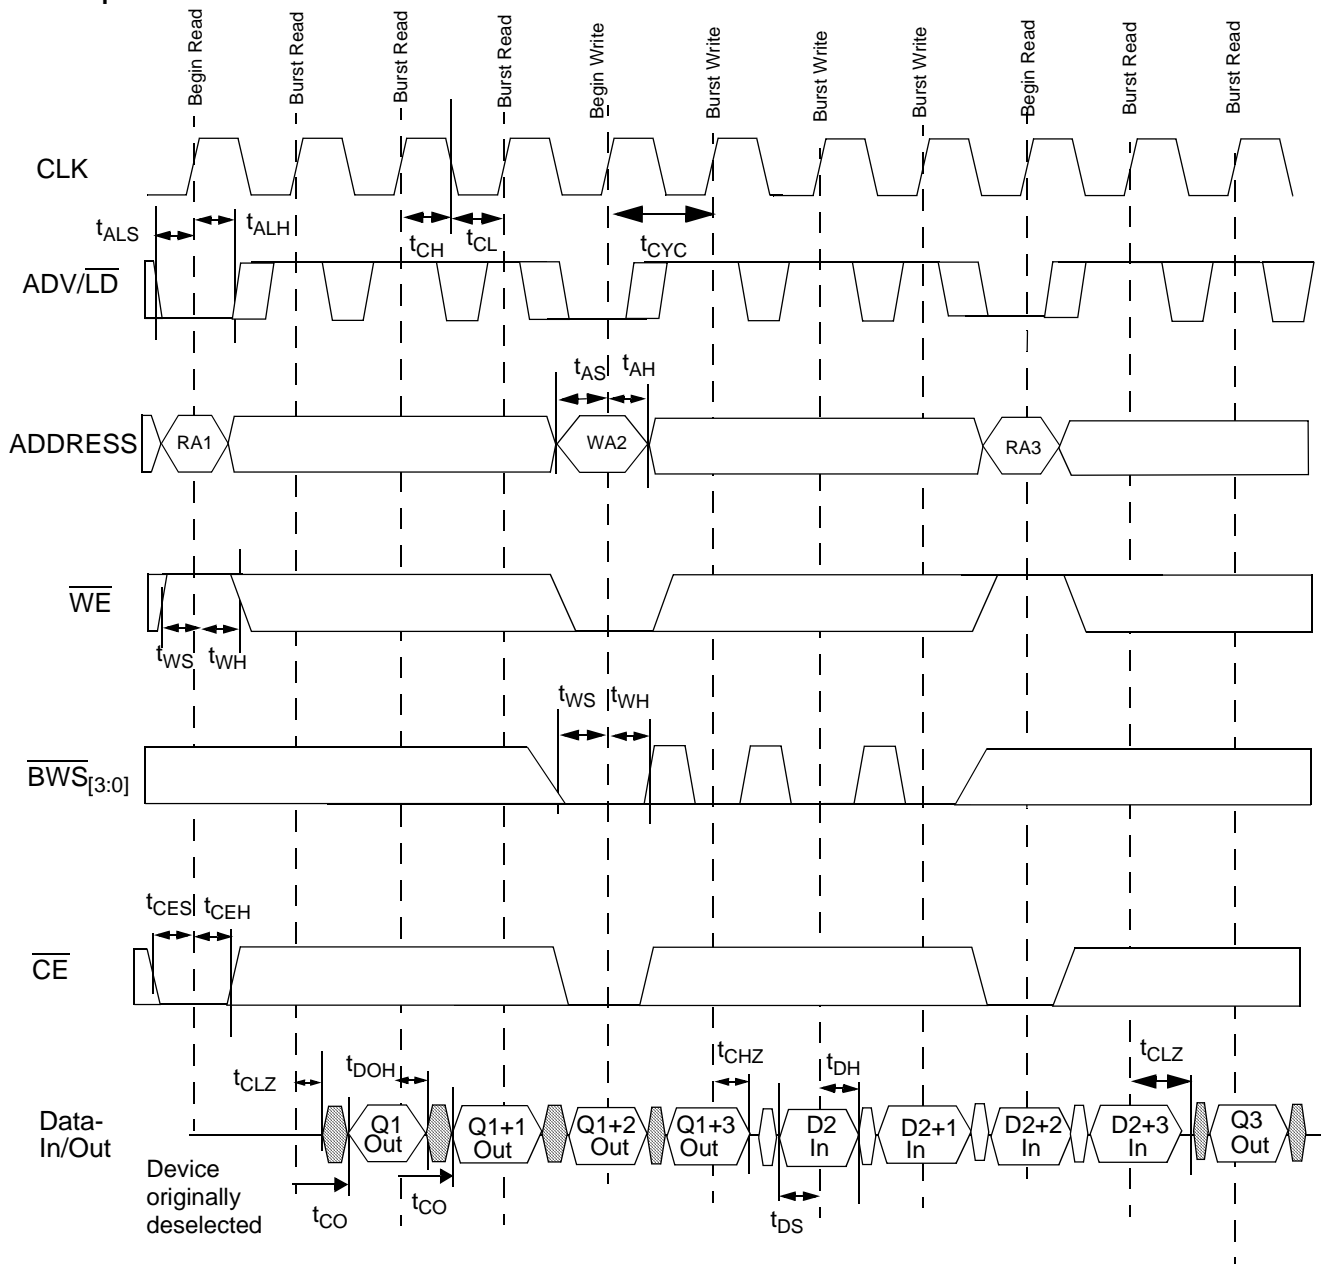 Begin Read
Burst Read
Burst Read
Burst Read
Begin Write
Burst Write
Burst Write
Burst Write
Begin Read
Burst Read
Burst Read
CLK
tALS
tALH
tCH
tCL
tCYC
ADV/LD
tAS
tAH
ADDRESS
RA1
WA2
RA3
WE
tWS
tWH
tWS
tWH
BWS[3:0]
tCES
tCEH
CE
tCLZ
tDOH
tCHZ
tDH
tCLZ
Data-
In/Out
Q1
Out
Q1+1
Out
Q1+2
Out
Q1+3
Out
D2
In
D2+1
In
D2+2
In
D2+3
In
Q3
Out
Device
originally
deselected
tCO
tCO
tDS